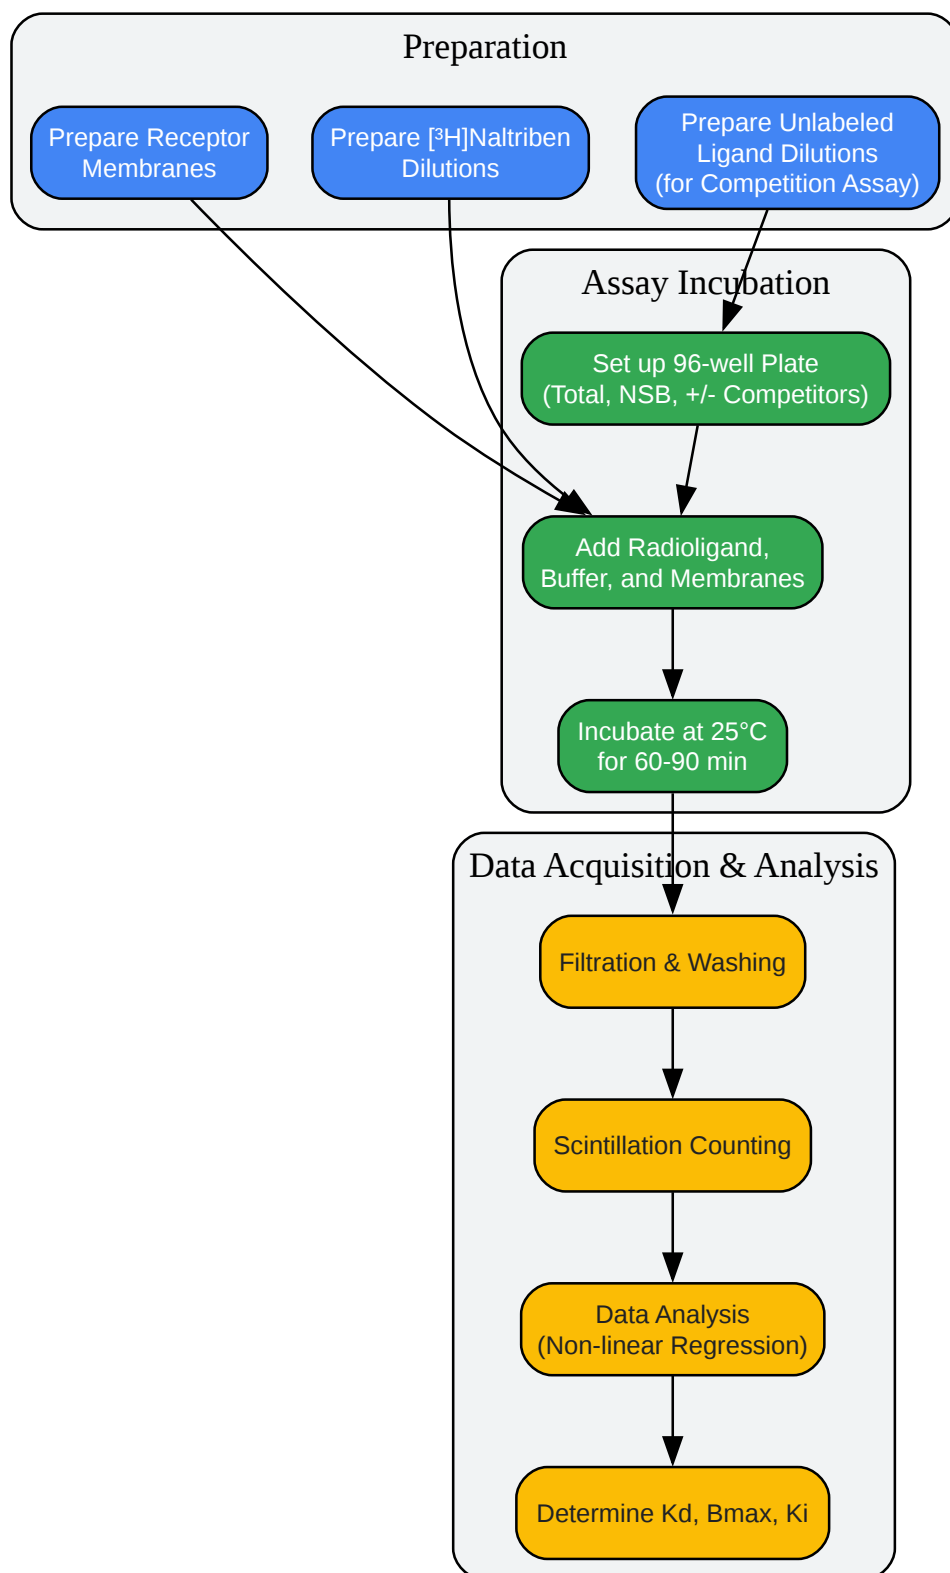 Preparation
Prepare Receptor
Membranes
Prepare [³H]Naltriben
Dilutions
Prepare Unlabeled
Ligand Dilutions
(for Competition Assay)
Assay Incubation
Set up 96-well Plate
(Total, NSB, +/- Competitors)
Add Radioligand,
Buffer, and Membranes
Incubate at 25°C
for 60-90 min
Data Acquisition & Analysis
Filtration & Washing
Scintillation Counting
Data Analysis
(Non-linear Regression)
Determine Kd, Bmax, Ki